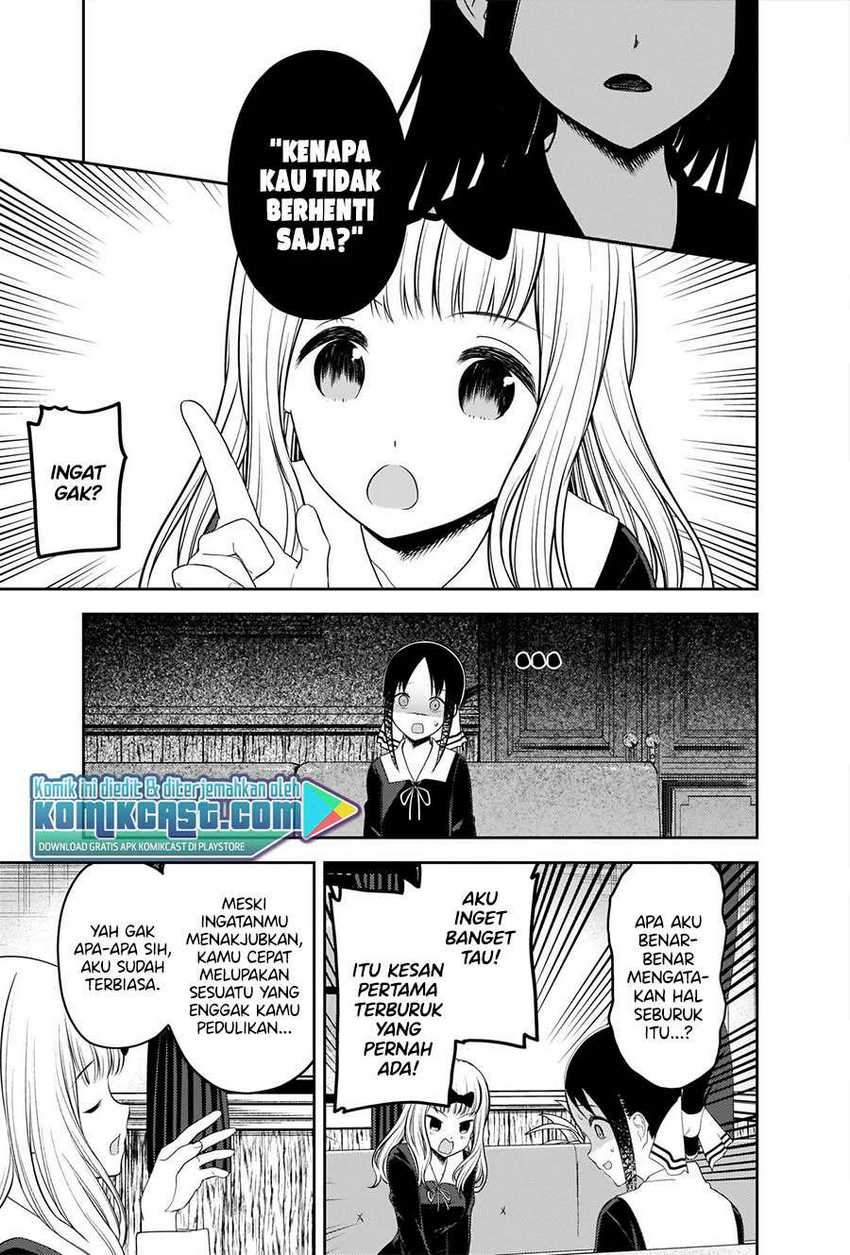 "KENAPA
KAU TIDAK
BERHENTI
SAJA?"
INGAT
GAK?
OOO
Komik ini diedit & diterjemahkan oleh
KOMIKCAST.COM
DOWNLOAD GRATIS APK KOMIKCAST DI PLAYSTORE
APA AKU
BENAR-
BENAR
MENGATA-
KAN HAL
SEBURUK
ITU...?
AKU
INGET
BANGET
TAU!
ITU KESAN
PERTAMA
TERBURUK
YANG
PERNAH
ADA!
MESKI
INGATANMU
MENAKJUBKAN,
KAMU CEPAT
MELUPAKAN
SESUATU YANG
ENGGAK KAMU
PEDULIKAN...
YAH GAK
APA-APA SIH,
AKU SUDAH
TERBIASA.